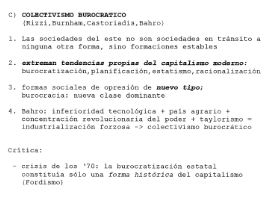 C) COLECTIVISMO BUROCRATICO
(Rizzi,Burnham,Castoriadis,Bahro)
1. Las sociedades del este no son sociedades en tránsito a
ninguna otra forma, sino formaciones estables
2. extreman tendencias propias del capitalismo moderno:
burocratización,planificación,estatismo,racionalización
3. formas sociales de opresión de nuevo tipo;
burocracia: nueva clase dominante
4. Bahro: inferioridad tecnológica + país agrario +
concentración revolucionaria del poder + taylorismo =
industrialización forzosa -> colectivismo burocrático
Crítica:
- crisis de los '70: la burocratización estatal
constituía sólo una forma histórica del capitalismo
(Fordismo)